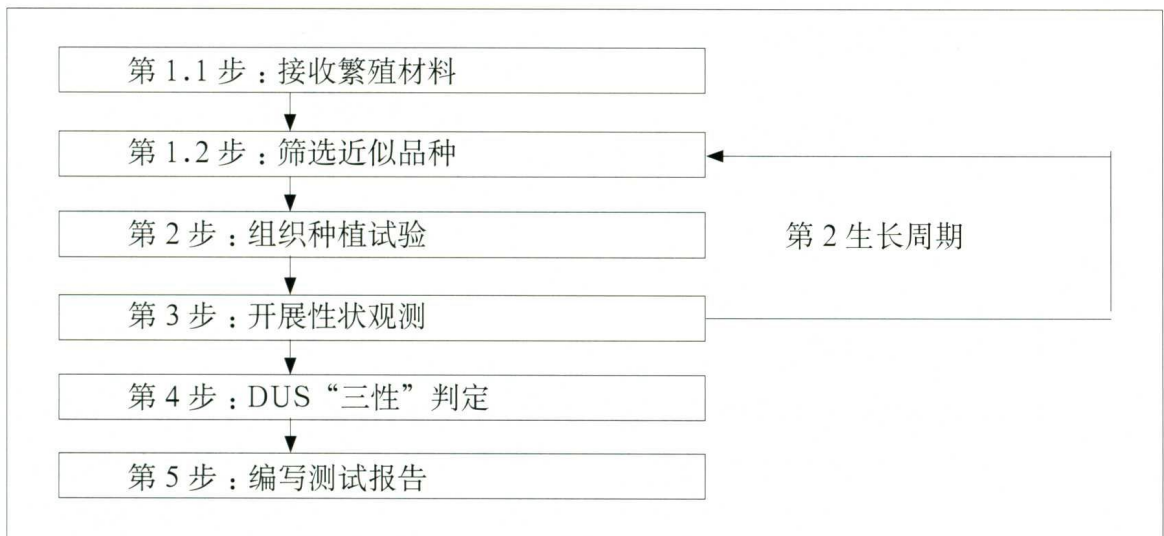 第 1.1 步：接收繁殖材料
第 1.2 步：筛选近似品种
第 2 步：组织种植试验
第 2 生长周期
第 3 步：开展性状观测
第 4 步：DUS“三性”判定
第 5 步：编写测试报告